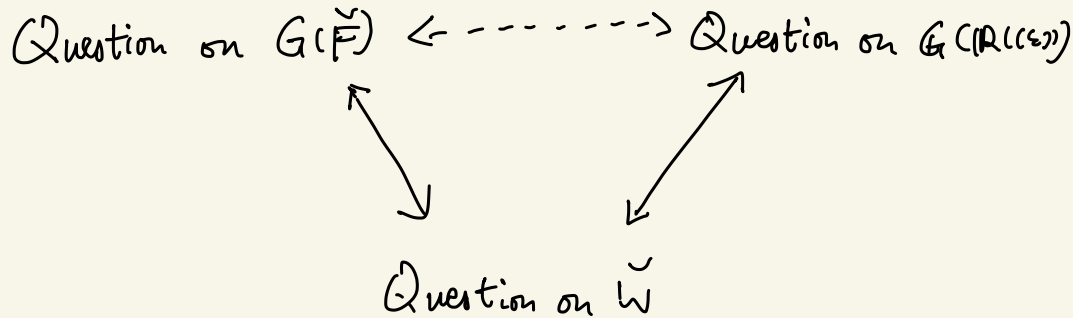 Question on G(F̆) <----> Question on G(R((ε)))
Question on W̆